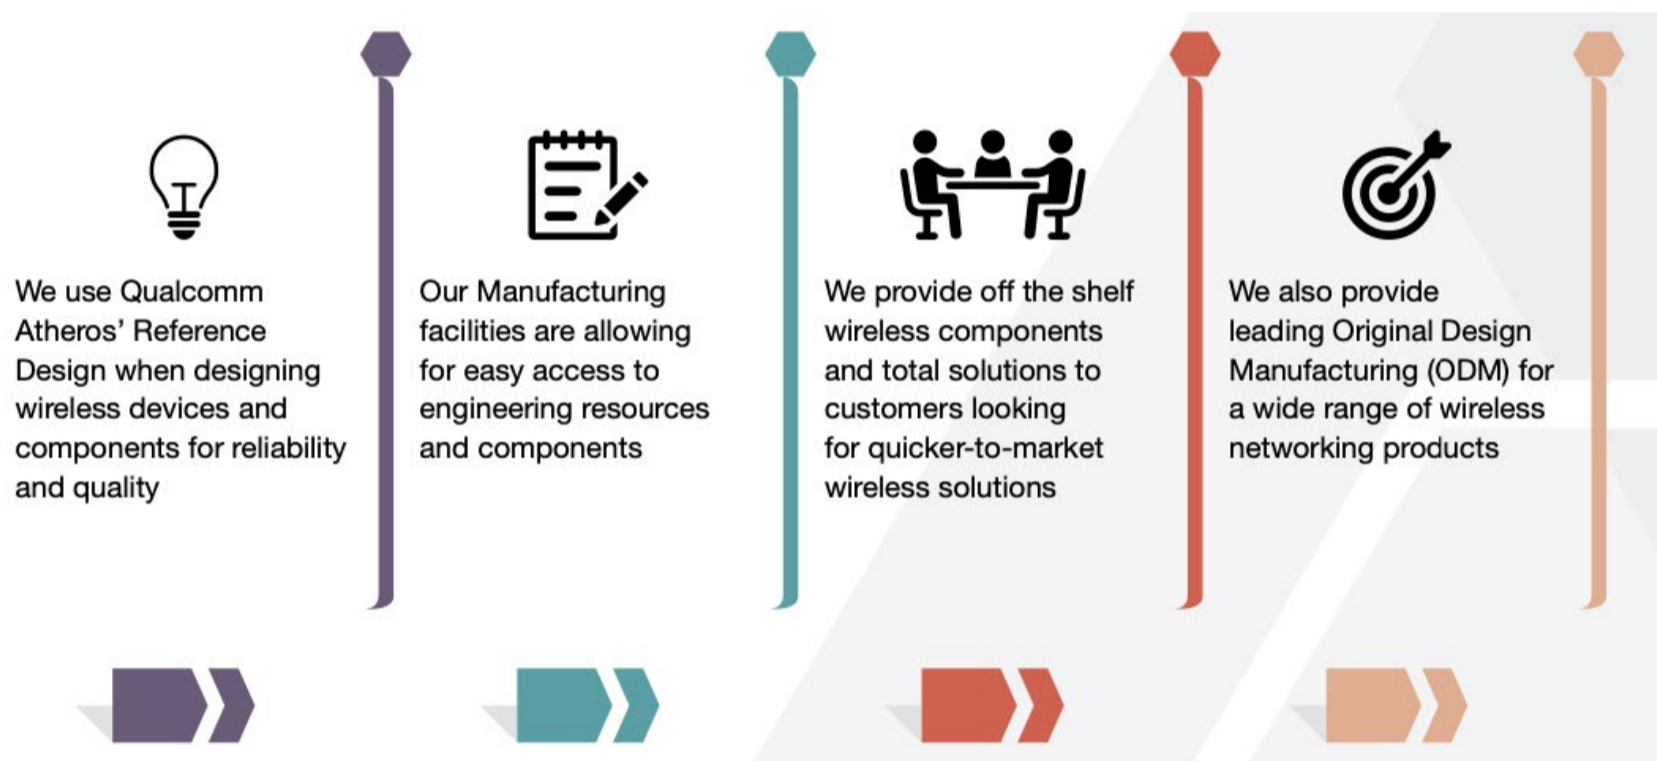 We use Qualcomm
Atheros’ Reference
Design when designing
wireless devices and
components for reliability
and quality
Our Manufacturing
facilities are allowing
for easy access to
engineering resources
and components
We provide off the shelf
wireless components
and total solutions to
customers looking
for quicker-to-market
wireless solutions
We also provide
leading Original Design
Manufacturing (ODM) for
a wide range of wireless
networking products